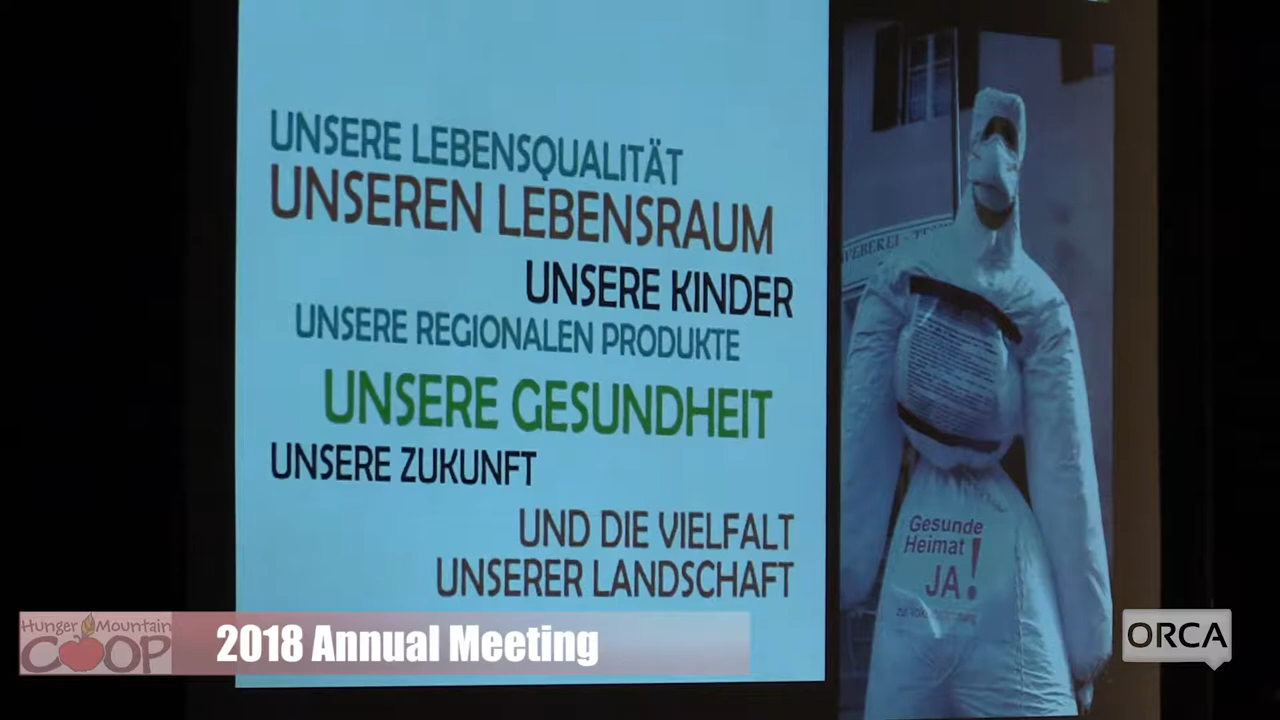 UNSERE LEBENSQUALITÄT
UNSEREN LEBENSRAUM
UNSERE KINDER
UNSERE REGIONALEN PRODUKTE
UNSERE GESUNDHEIT
UNSERE ZUKUNFT
UND DIE VIELFALT
UNSERER LANDSCHAFT
Gesunde
Heimat
JA!
Hunger Mountain
COOP
2018 Annual Meeting
ORCA